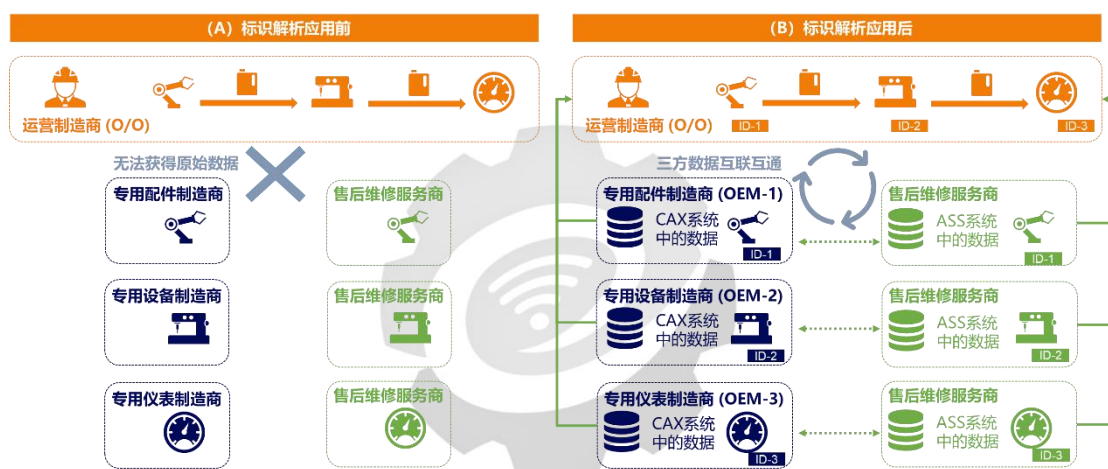 (A) 标识解析应用前
运营制造商 (O/O)
无法获得原始数据
专用配件制造商
售后维修服务商
专用设备制造商
售后维修服务商
专用仪表制造商
售后维修服务商
(B) 标识解析应用后
运营制造商 (O/O)
ID-1
ID-2
ID-3
三方数据互联互通
专用配件制造商 (OEM-1)
CAX系统
中的数据
ID-1
售后维修服务商
ASS系统
中的数据
ID-1
专用设备制造商 (OEM-2)
CAX系统
中的数据
ID-2
售后维修服务商
ASS系统
中的数据
ID-2
专用仪表制造商 (OEM-3)
CAX系统
中的数据
ID-3
售后维修服务商
ASS系统
中的数据
ID-3